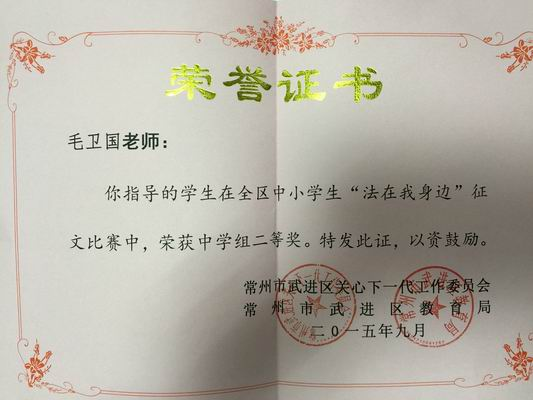 荣誉证书
毛卫国老师：
你指导的学生在全区中小学生“法在我身边”征
文比赛中，荣获中学组二等奖。特发此证，以资鼓励。
常州市武进区关心下一代工作委员会
常州市武进区教育局
二0一五年九月